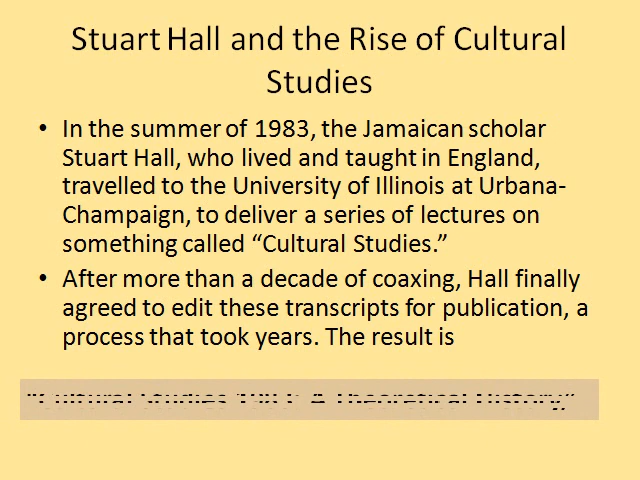 Stuart Hall and the Rise of Cultural
Studies
• In the summer of 1983, the Jamaican scholar
Stuart Hall, who lived and taught in England,
travelled to the University of Illinois at Urbana-
Champaign, to deliver a series of lectures on
something called “Cultural Studies.”
• After more than a decade of coaxing, Hall finally
agreed to edit these transcripts for publication, a
process that took years. The result is